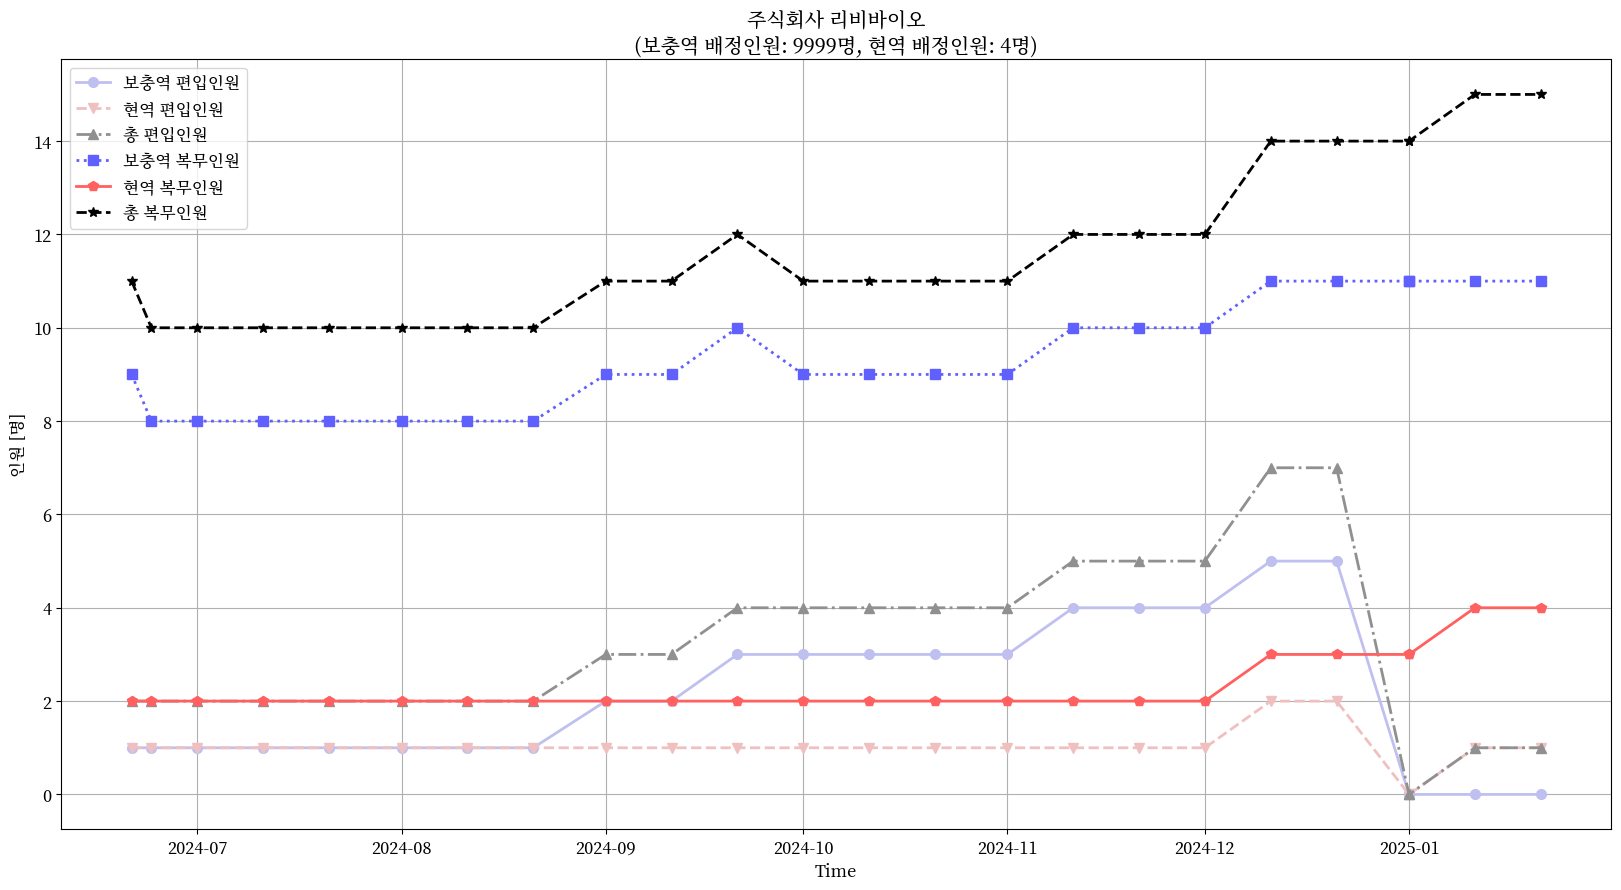 주식회사 리비바이오
(보충역 배정인원: 9999명, 현역 배정인원: 4명)
보충역 편입인원
현역 편입인원
총 편입인원
보충역 복무인원
현역 복무인원
총 복무인원
인원 [명]
14
12
10
8
6
4
2
0
2024-07
2024-08
2024-09
2024-10
2024-11
2024-12
2025-01
Time